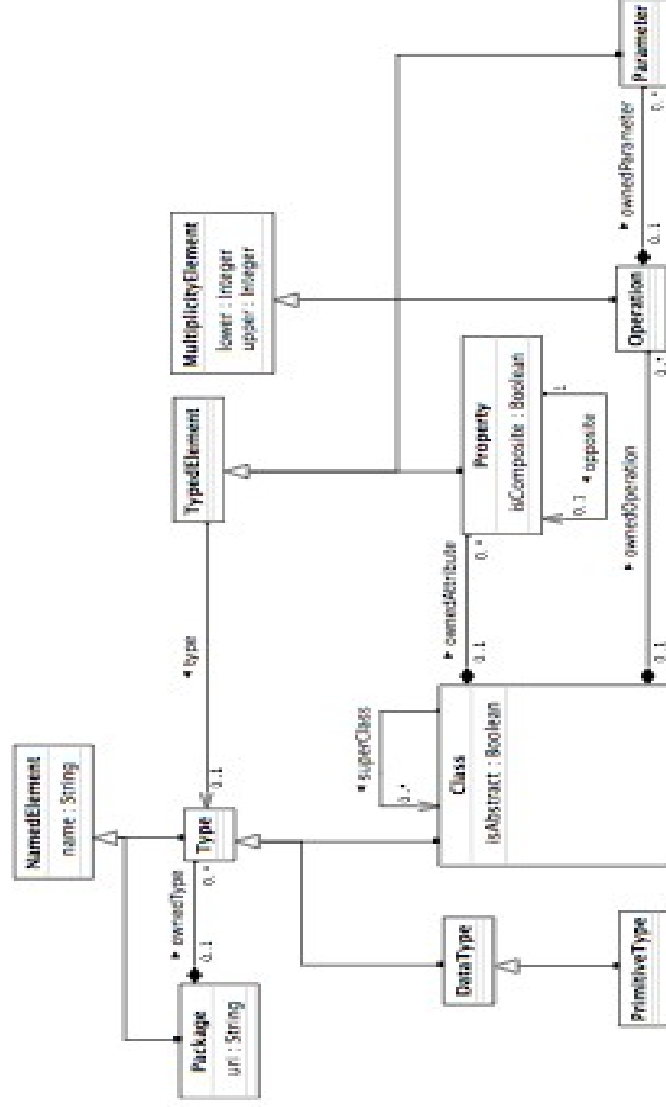 NamedElement
name : String
Package
uri : String
▶ ownedType
0..1
0..*
Type
0..1
◀ type
TypedElement
MultiplicityElement
lower : Integer
upper : Integer
DataType
PrimitiveType
Class
isAbstract : Boolean
◀ superClass
0..*
▶ ownedAttribute
0..1
0..*
Property
isComposite : Boolean
0..1
1
◀ opposite
▶ ownedOperation
0..1
0..*
Operation
▶ ownedParameter
0..1
0..*
Parameter